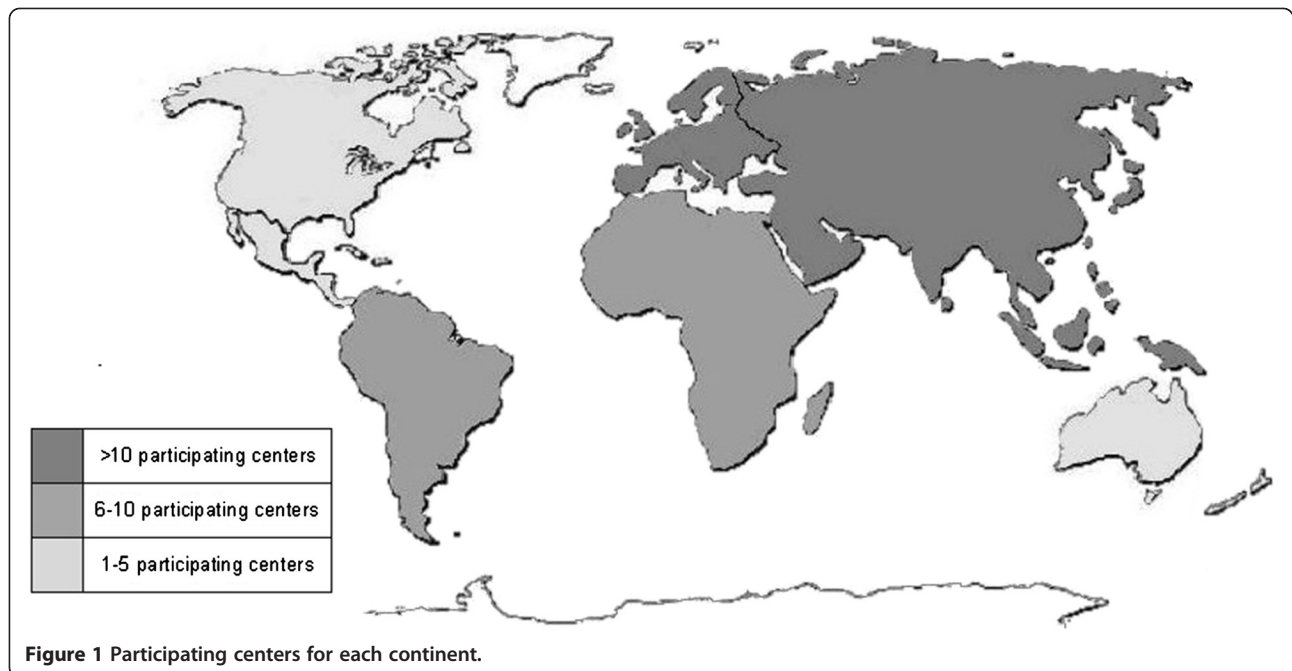 >10 participating centers
6-10 participating centers
1-5 participating centers
Figure 1 Participating centers for each continent.